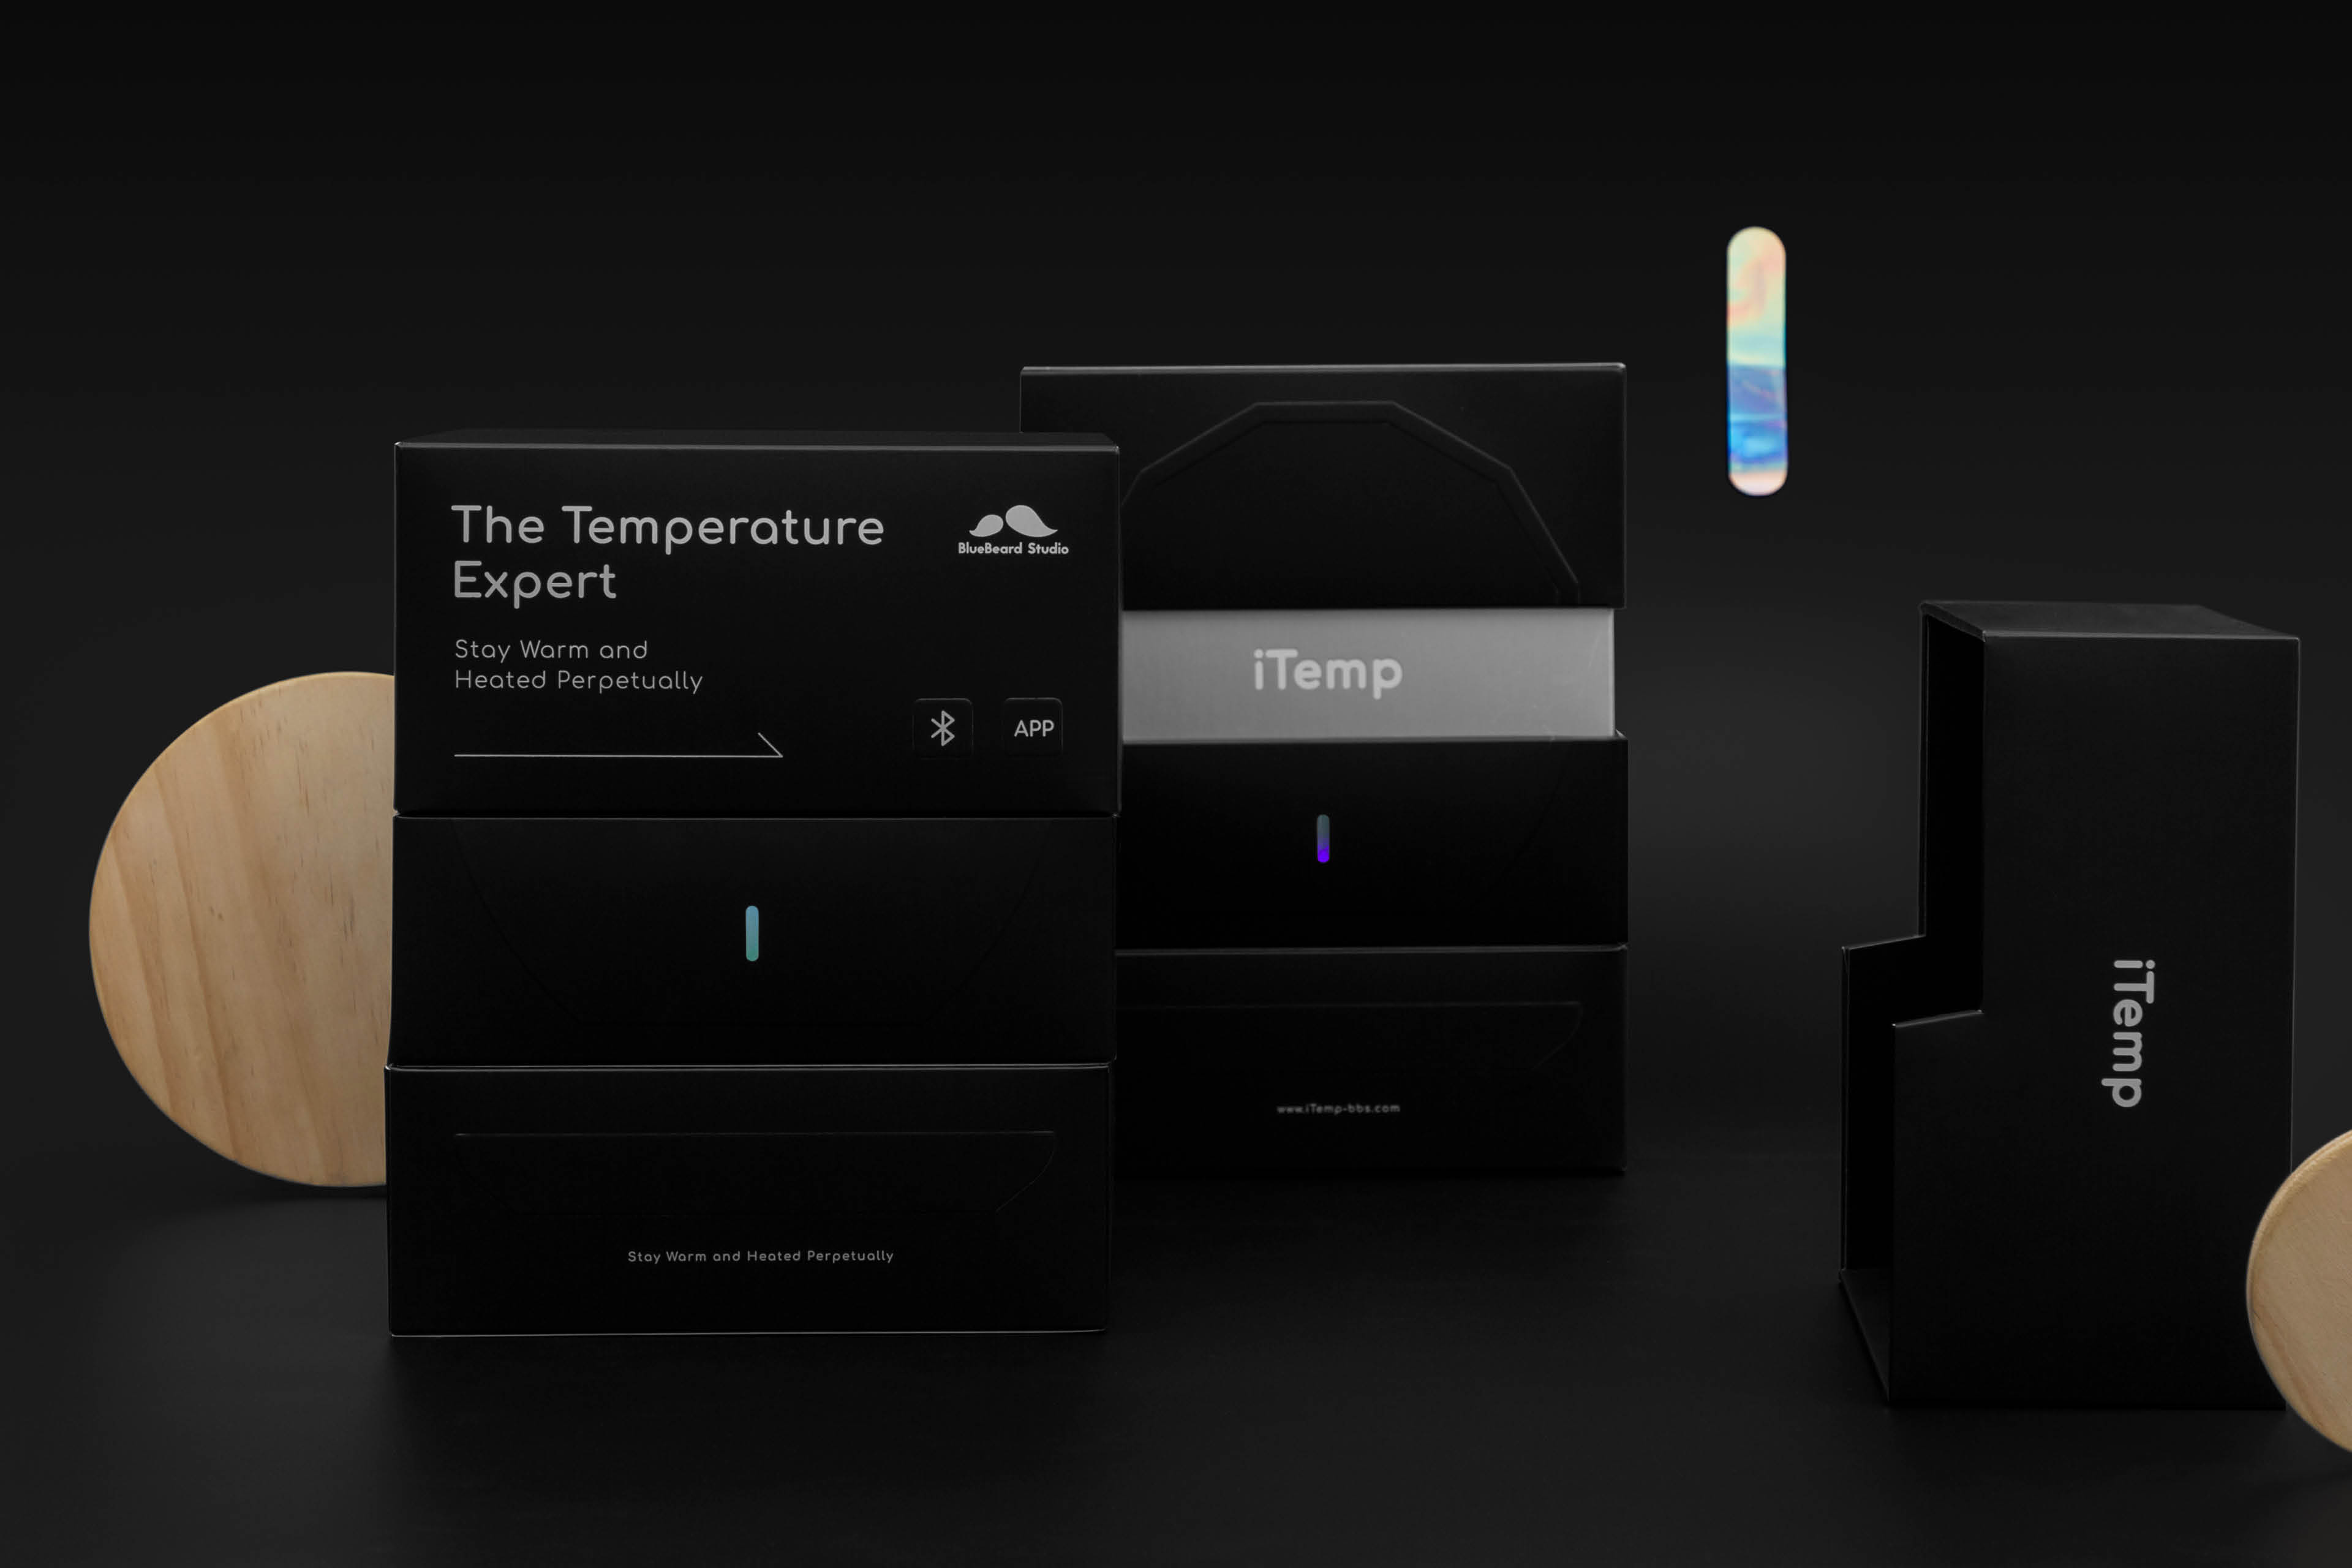 The Temperature
Expert
BlueBeard Studio
Stay Warm and
Heated Perpetually
APP
Stay Warm and Heated Perpetually
iTemp
www.iTemp-bbs.com
iTemp